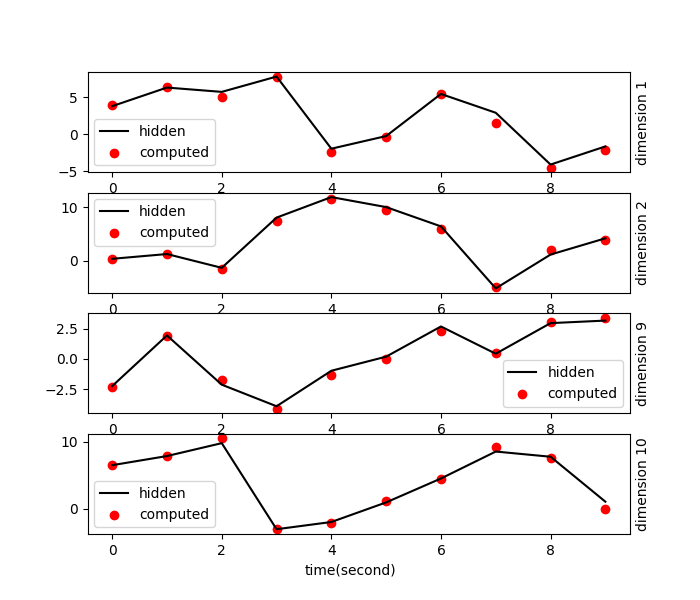 5
0
−5
hidden
computed
dimension 1
0 2 4 6 8
10
0
hidden
computed
dimension 2
0 2 4 6 8
2.5
0.0
−2.5
hidden
computed
dimension 9
0 2 4 6 8
10
0
hidden
computed
dimension 10
0 2 4 6 8
time(second)